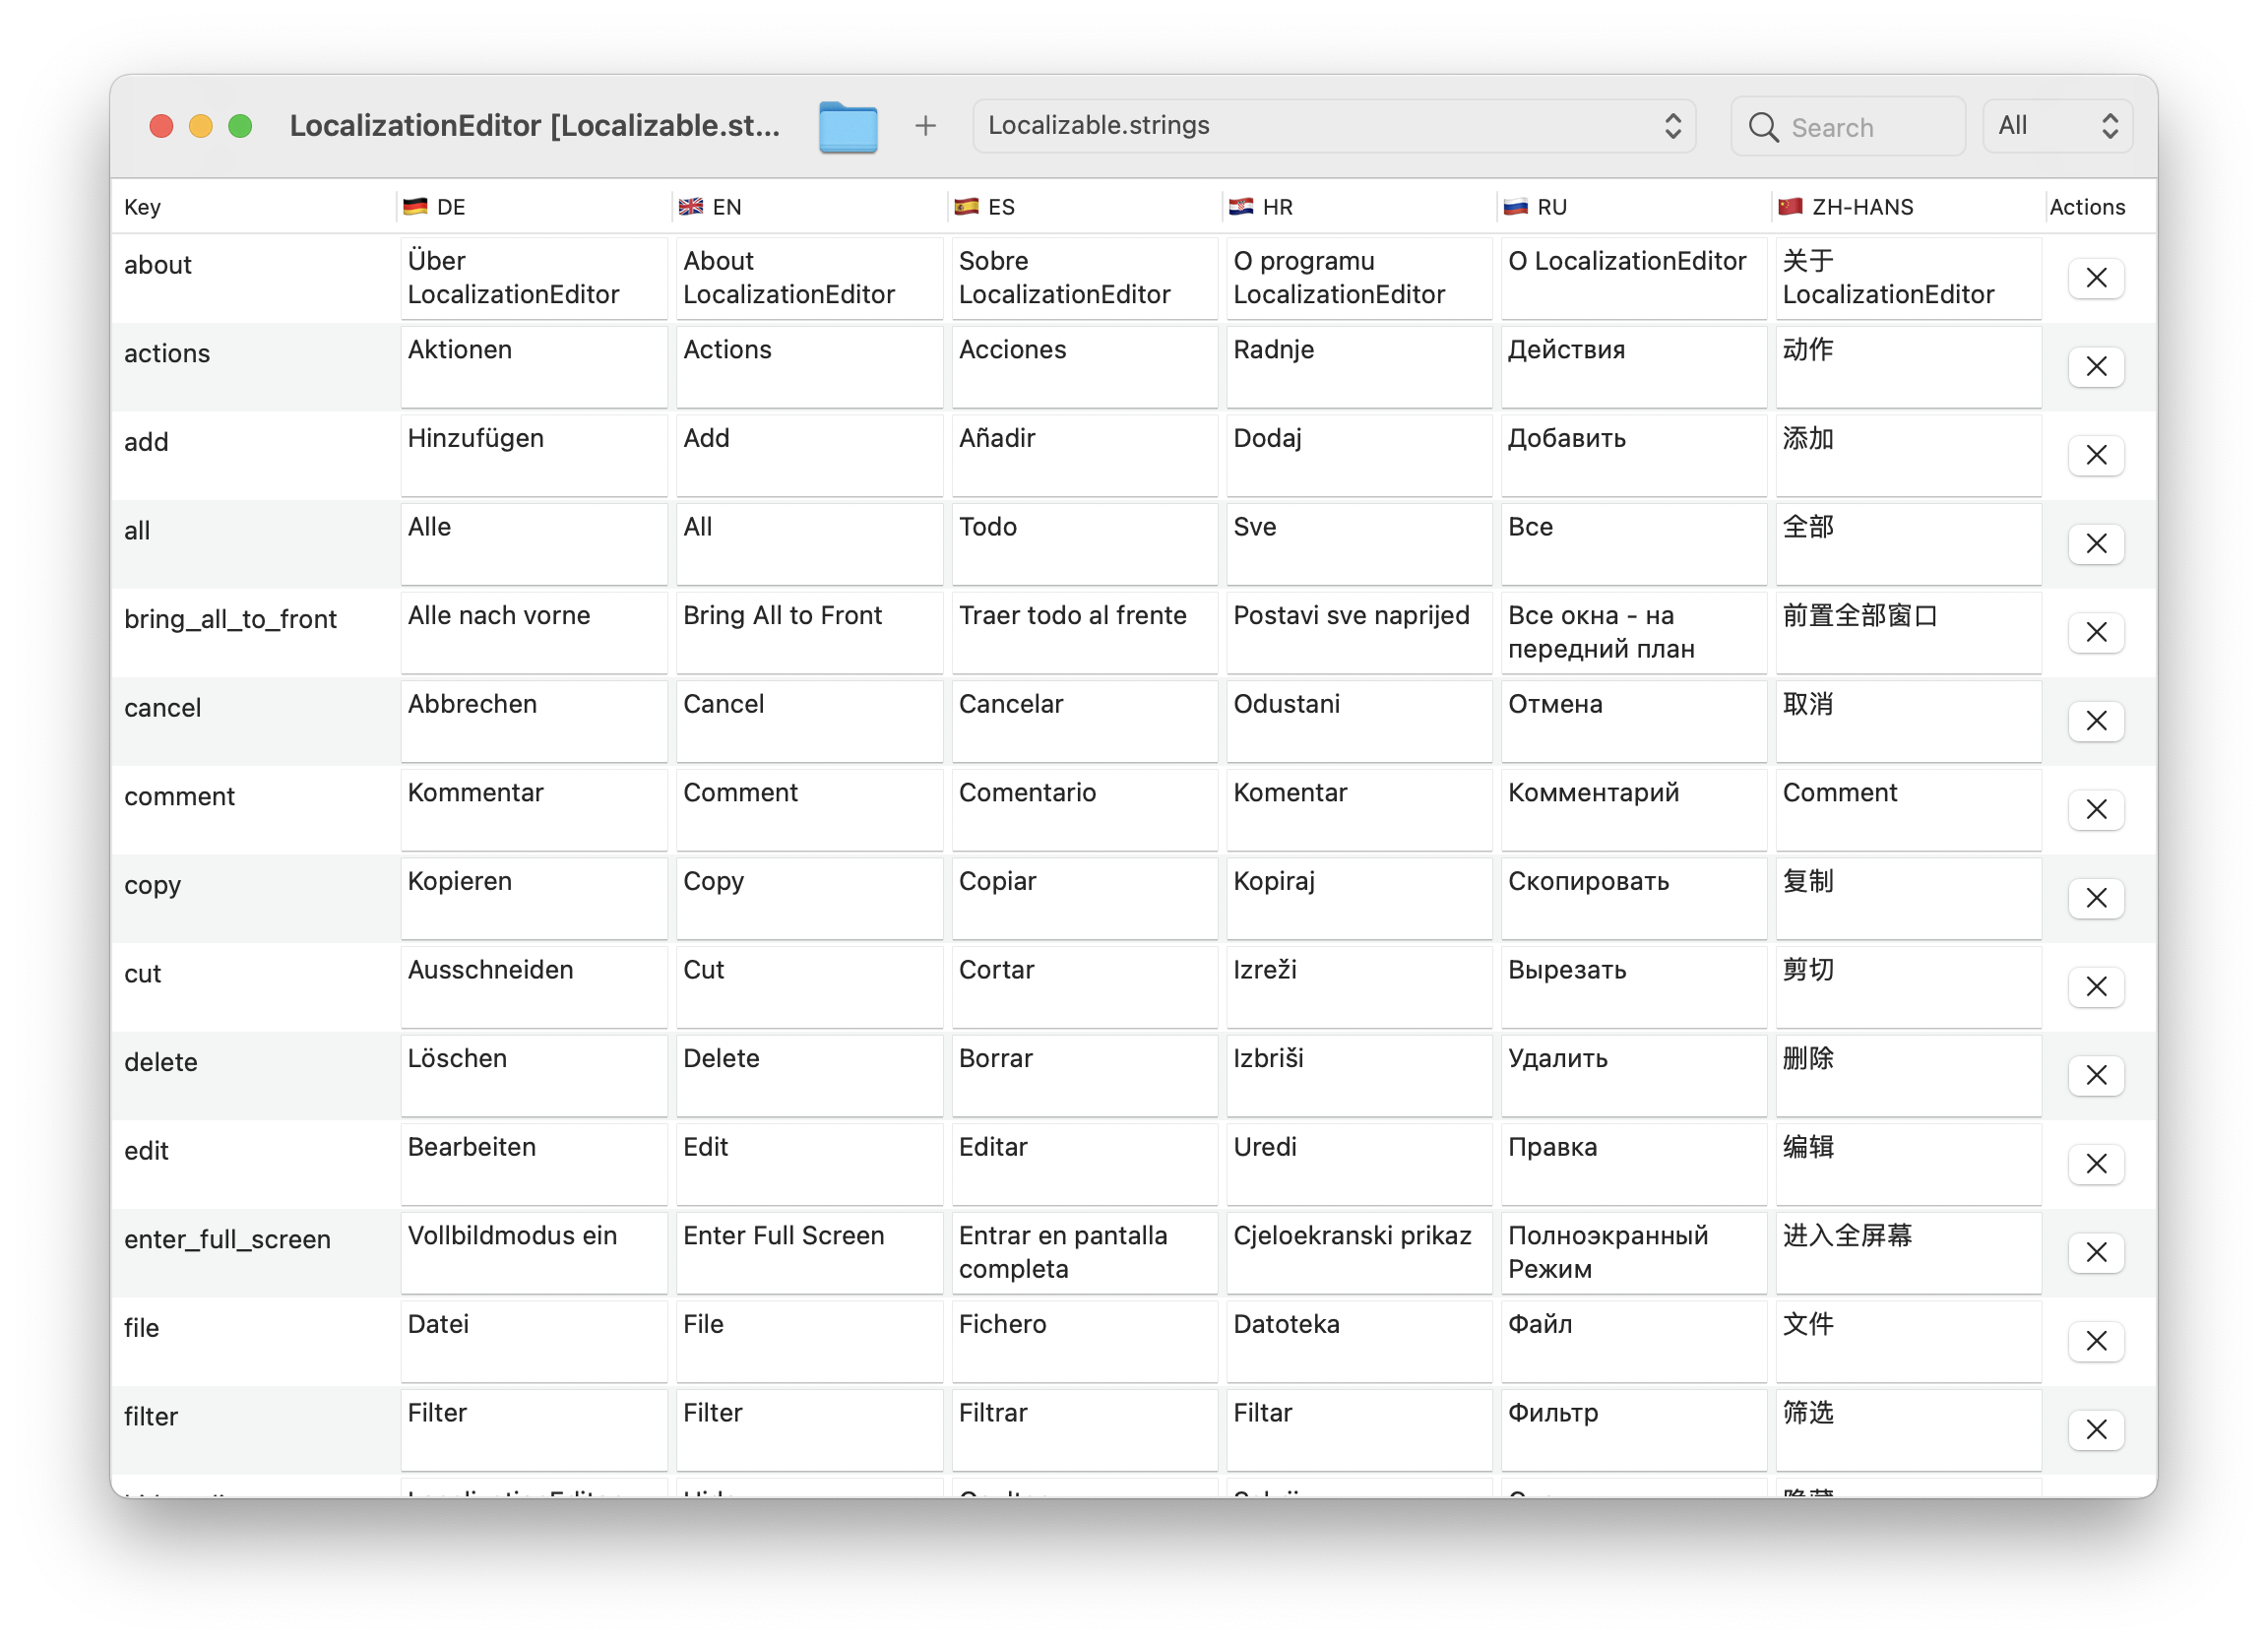 LocalizationEditor [Localizable.st...
Localizable.strings
Search
All
Key DE EN ES HR RU ZH-HANS Actions
about Über LocalizationEditor About LocalizationEditor Sobre LocalizationEditor O programu LocalizationEditor O LocalizationEditor 关于 LocalizationEditor
actions Aktionen Actions Acciones Radnje Действия 动作
add Hinzufügen Add Añadir Dodaj Добавить 添加
all Alle All Todo Sve Все 全部
bring_all_to_front Alle nach vorne Bring All to Front Traer todo al frente Postavi sve naprijed Все окна - на передний план 前置全部窗口
cancel Abbrechen Cancel Cancelar Odustani Отмена 取消
comment Kommentar Comment Comentario Komentar Комментарий Comment
copy Kopieren Copy Copiar Kopiraj Скопировать 复制
cut Ausschneiden Cut Cortar Izreži Вырезать 剪切
delete Löschen Delete Borrar Izbriši Удалить 删除
edit Bearbeiten Edit Editar Uredi Правка 编辑
enter_full_screen Vollbildmodus ein Enter Full Screen Entrar en pantalla completa Cjeloekranski prikaz Полноэкранный Режим 进入全屏幕
file Datei File Fichero Datoteka Файл 文件
filter Filter Filter Filtrar Filtar Фильтр 筛选